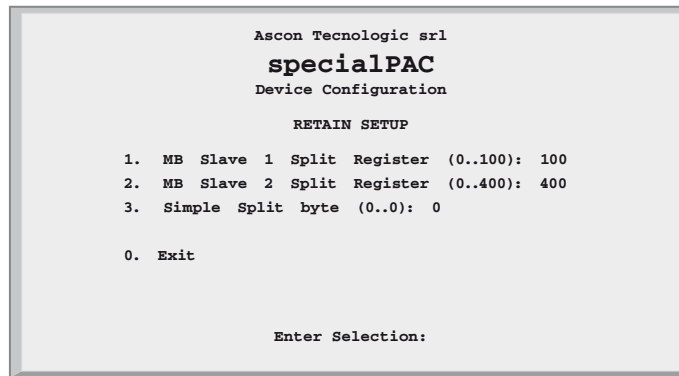 Ascon Tecnologic srl
specialPAC
Device Configuration
RETAIN SETUP
1. MB Slave 1 Split Register (0..100): 100
2. MB Slave 2 Split Register (0..400): 400
3. Simple Split byte (0..0): 0
0. Exit
Enter Selection: